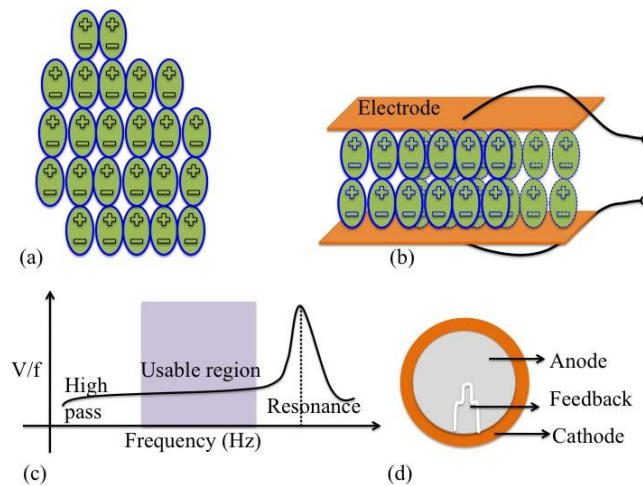 (a)
Electrode
(b)
V/f
High
pass
Usable region
Resonance
Frequency (Hz)
(c)
Anode
Feedback
Cathode
(d)